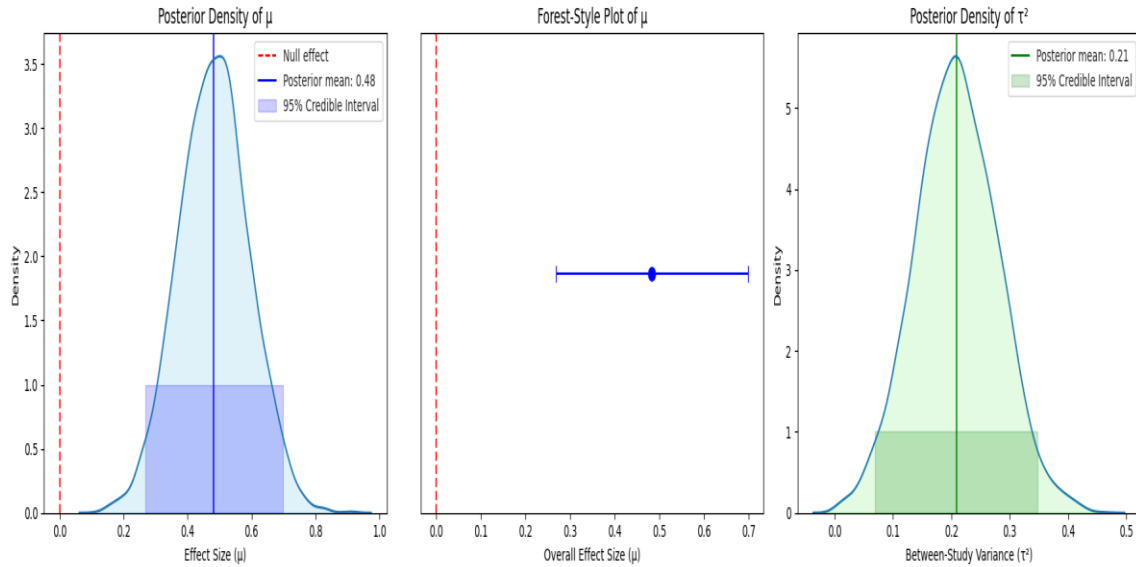 Posterior Density of μ
Density
3.5
3.0
2.5
2.0
1.5
1.0
0.5
0.0
Null effect
Posterior mean: 0.48
95% Credible Interval
0.0 0.2 0.4 0.6 0.8 1.0
Effect Size (μ)
Forest-Style Plot of μ
0.0 0.1 0.2 0.3 0.4 0.5 0.6 0.7
Overall Effect Size (μ)
Posterior Density of τ²
Density
5
4
3
2
1
0
Posterior mean: 0.21
95% Credible Interval
0.0 0.1 0.2 0.3 0.4 0.5
Between-Study Variance (τ²)